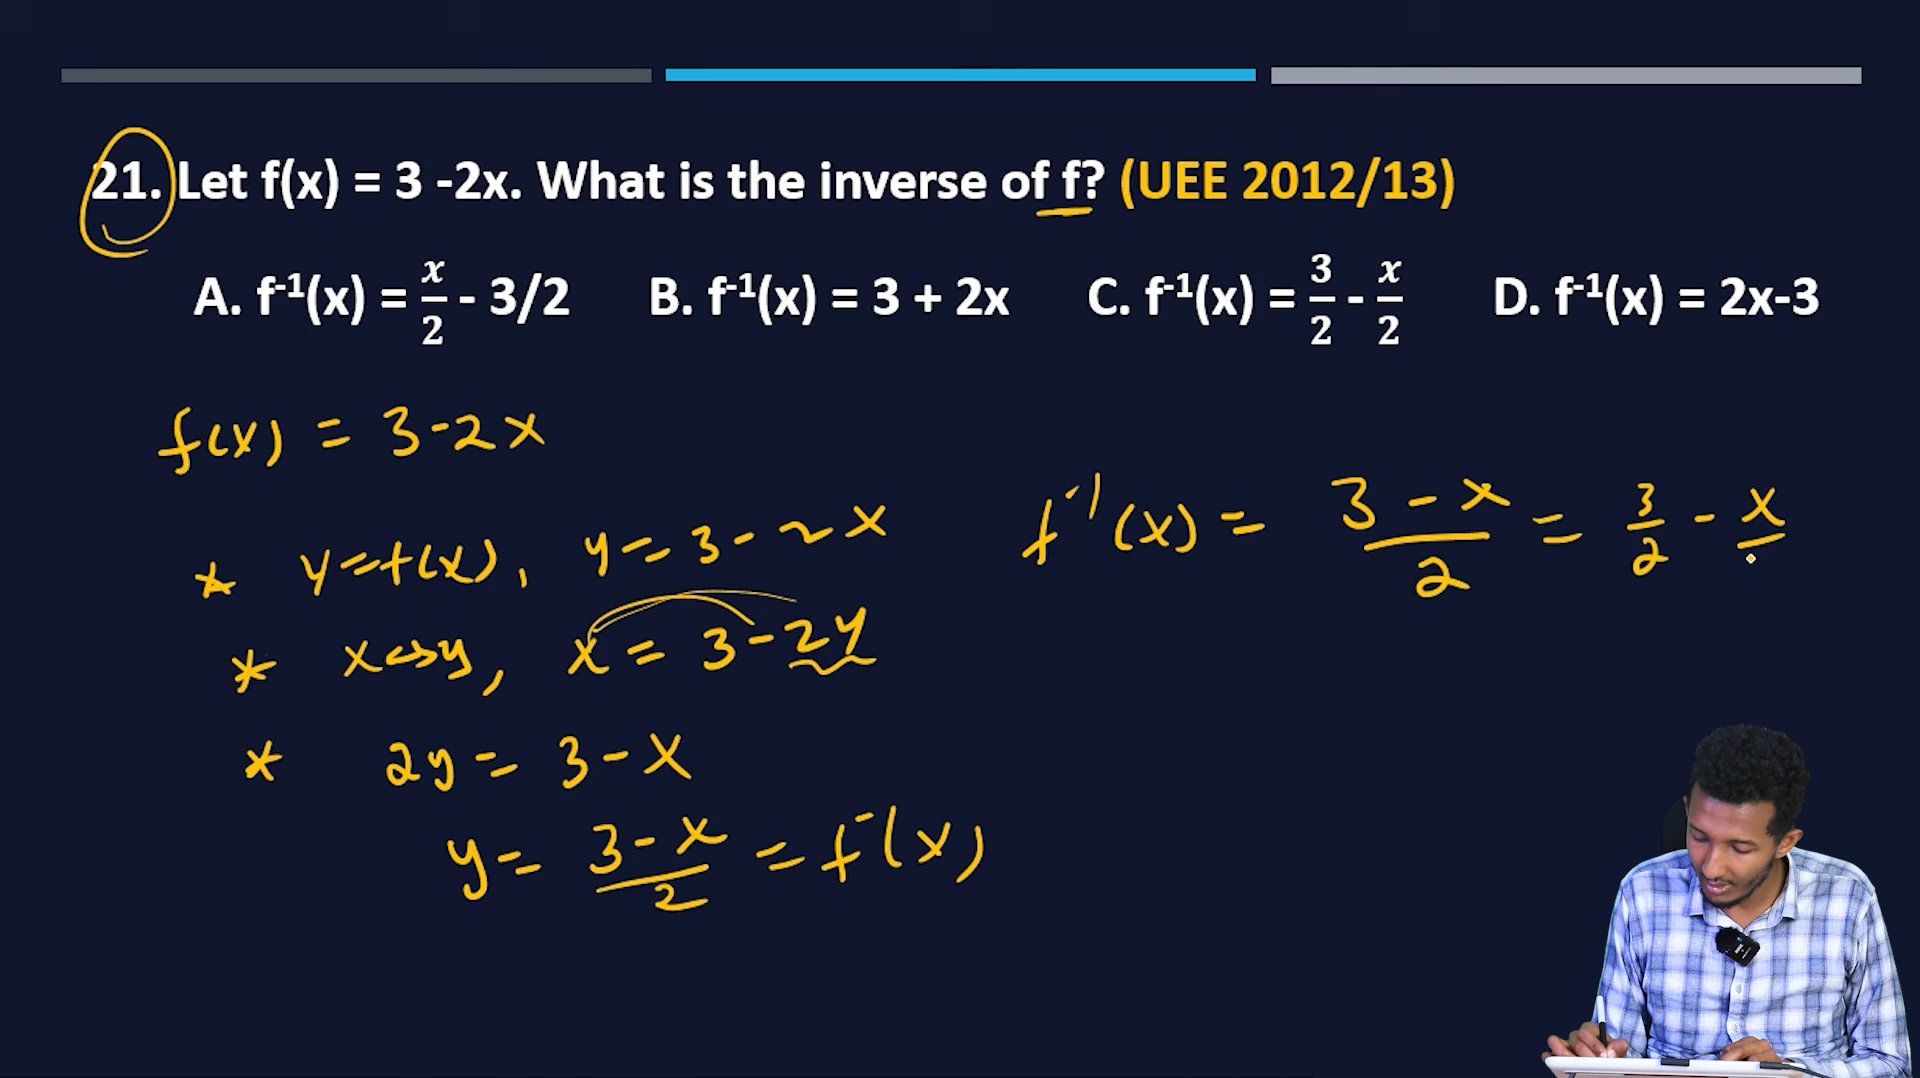 21. Let f(x) = 3 -2x. What is the inverse of f? (UEE 2012/13)
A. f⁻¹(x) = x/2 - 3/2 B. f⁻¹(x) = 3 + 2x C. f⁻¹(x) = 3/2 - x/2 D. f⁻¹(x) = 2x-3
f(x) = 3-2x
* y=f(x), y=3-2x
* x↔y, x=3-2y
* 2y=3-x
y = (3-x)/2 = f⁻(x)
f⁻¹(x) = (3-x)/2 = 3/2 - x/